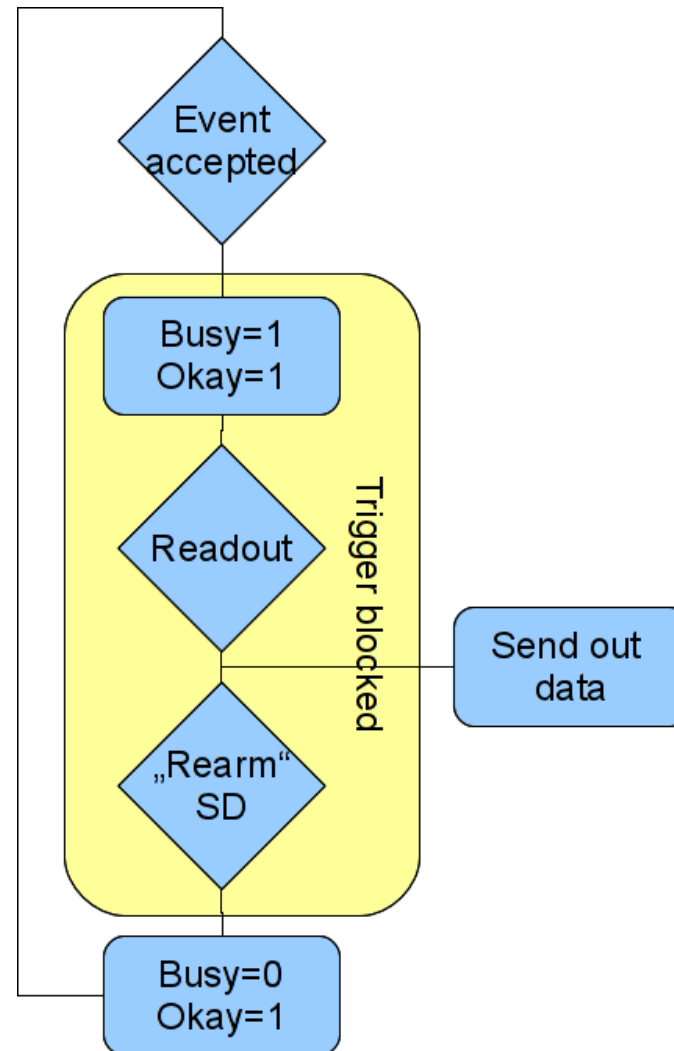 Event
accepted
Busy=1
Okay=1
Readout
Trigger blocked
Send out
data
„Rearm“
SD
Busy=0
Okay=1